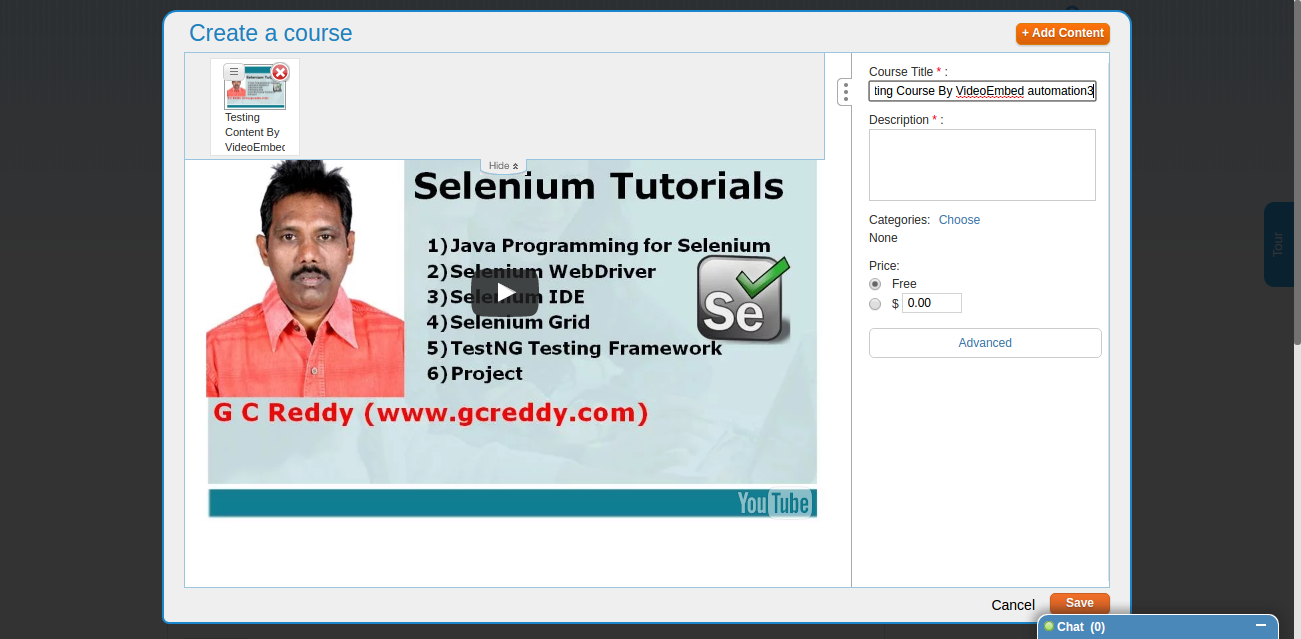 Create a course
+ Add Content
Testing
Content By
VideoEmbec
Hide
Selenium Tutorials
1)Java Programming for Selenium
2)Selenium WebDriver
3)Selenium IDE
4)Selenium Grid
5)TestNG Testing Framework
6)Project
Se
G C Reddy (www.gcreddy.com)
YouTube
Course Title * :
ting Course By VideoEmbed automation3
Description * :
Categories: Choose
None
Price:
Free
$ 0.00
Advanced
Tour
Cancel
Save
Chat (0)